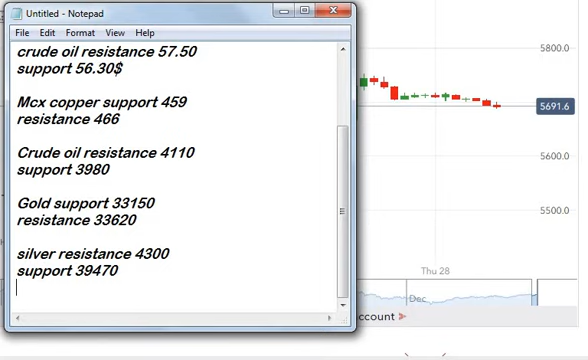 Untitled - Notepad
File Edit Format View Help
crude oil resistance 57.50
support 56.30$
Mcx copper support 459
resistance 466
Crude oil resistance 4110
support 3980
Gold support 33150
resistance 33620
silver resistance 4300
support 39470
5800.0
5691.6
5600.0
5500.0
Thu 28
Dec
ccount